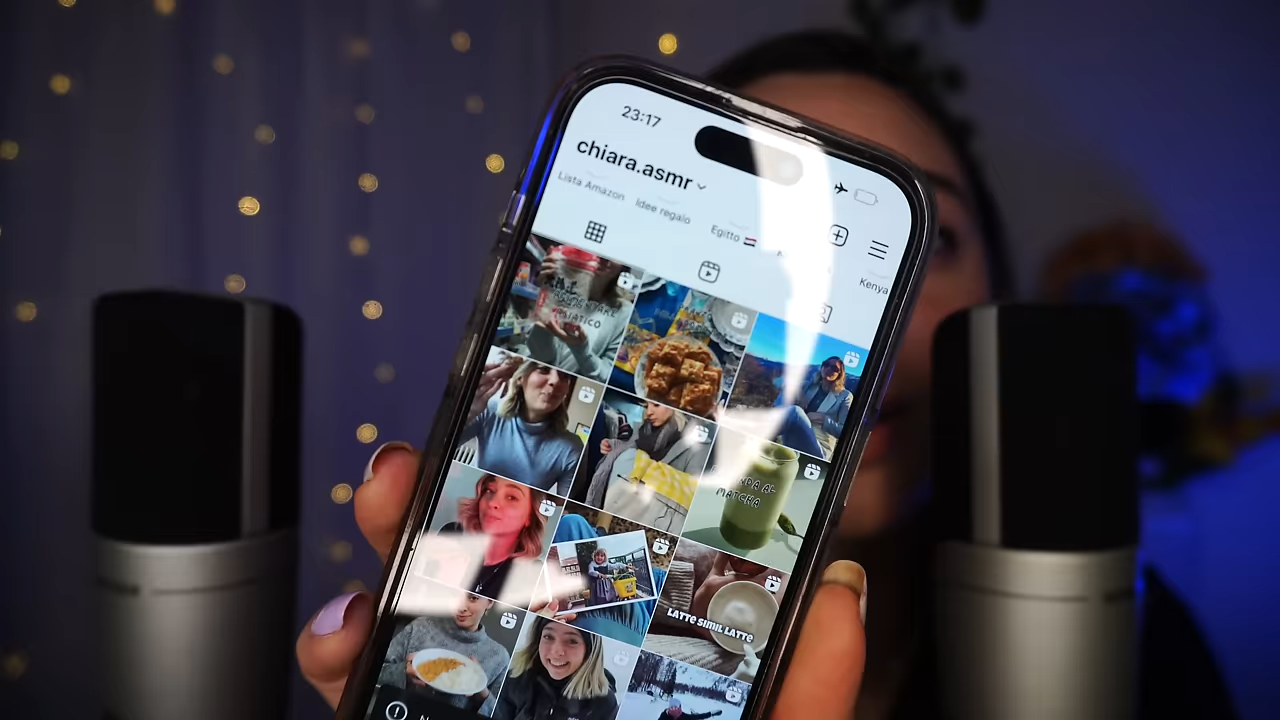 23:17
chiara.asmr
Lista Amazon
Idee regalo
Egitto
Kenya
ASIATICO
MATCHA
LATTE SIMIL LATTE